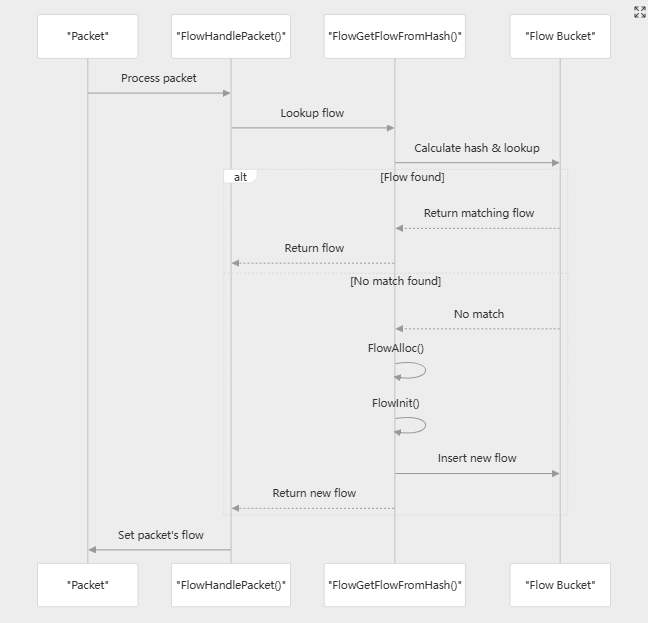 "Packet"
"FlowHandlePacket()"
"FlowGetFlowFromHash()"
"Flow Bucket"
Process packet
Lookup flow
Calculate hash & lookup
alt
[Flow found]
Return matching flow
Return flow
[No match found]
No match
FlowAlloc()
FlowInit()
Insert new flow
Return new flow
Set packet's flow
"Packet"
"FlowHandlePacket()"
"FlowGetFlowFromHash()"
"Flow Bucket"